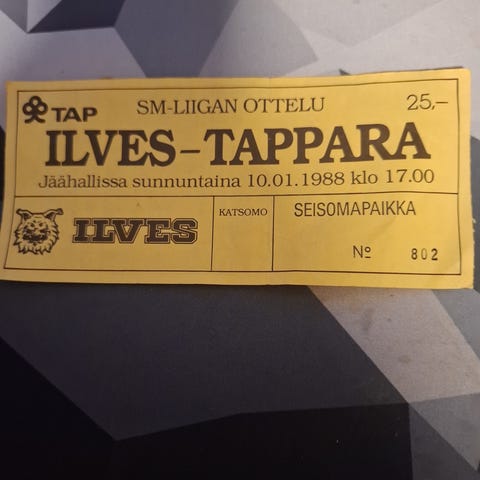 TAP
SM-LIIGAN OTTELU
25,–
ILVES–TAPPARA
Jäähallissa sunnuntaina 10.01.1988 klo 17.00
ILVES
KATSOMO
SEISOMAPAIKKA
№ 802